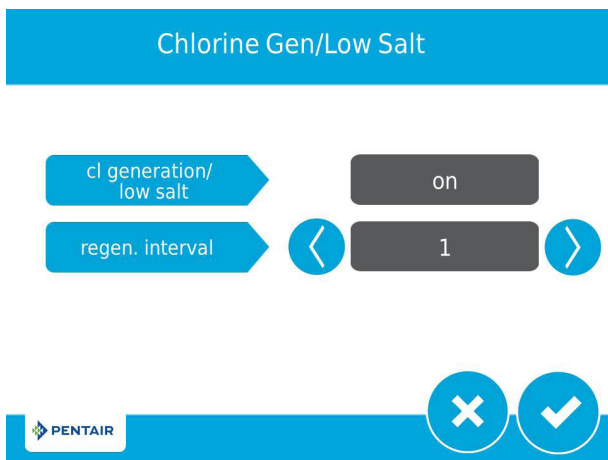 Chlorine Gen/Low Salt
cl generation/
low salt
on
regen. interval
1
PENTAIR